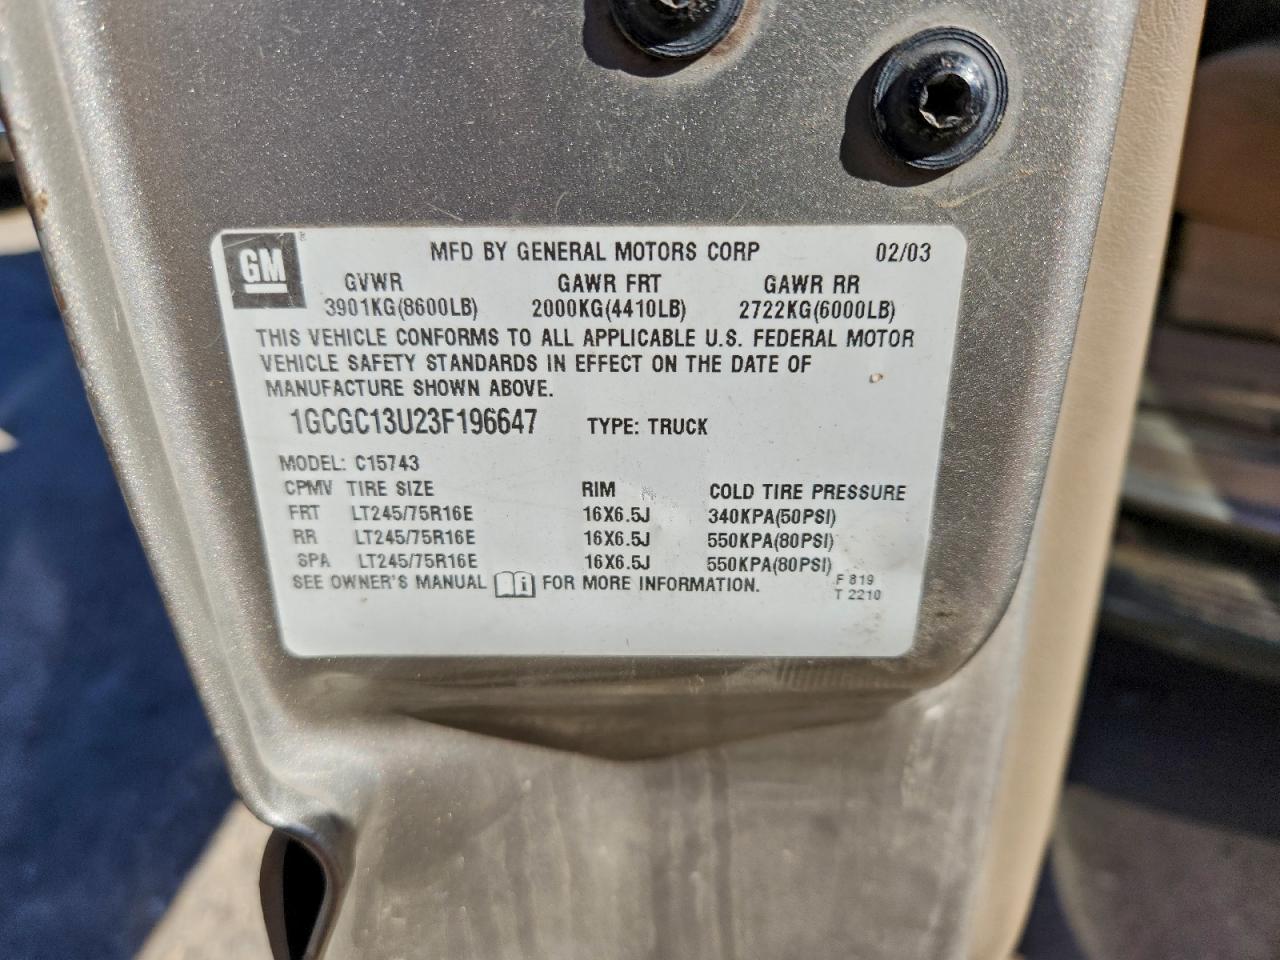 GM ® MFD BY GENERAL MOTORS CORP 02/03
GVWR GAWR FRT GAWR RR
3901KG(8600LB) 2000KG(4410LB) 2722KG(6000LB)
THIS VEHICLE CONFORMS TO ALL APPLICABLE U.S. FEDERAL MOTOR
VEHICLE SAFETY STANDARDS IN EFFECT ON THE DATE OF
MANUFACTURE SHOWN ABOVE.
1GCGC13U23F196647 TYPE: TRUCK
MODEL: C15743
CPMV TIRE SIZE RIM COLD TIRE PRESSURE
FRT LT245/75R16E 16X6.5J 340KPA(50PSI)
RR LT245/75R16E 16X6.5J 550KPA(80PSI)
SPA LT245/75R16E 16X6.5J 550KPA(80PSI)
SEE OWNER'S MANUAL i FOR MORE INFORMATION. F 819
T 2210